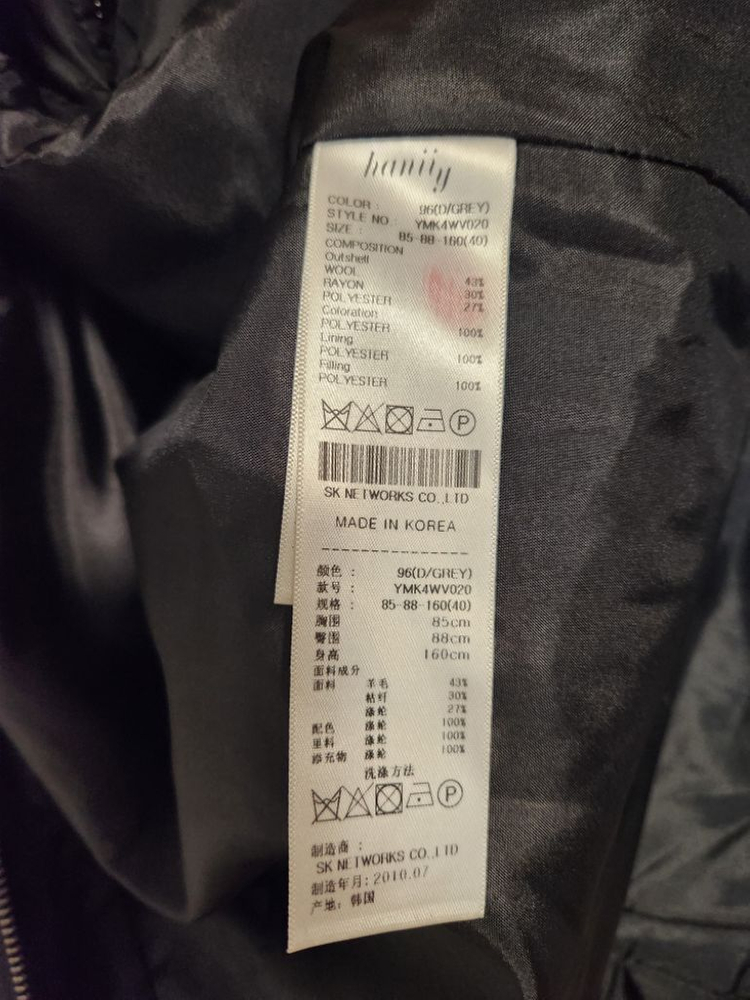 haniiy
COLOR : 96(D/GREY)
STYLE NO : YMK4WV020
SIZE : 85-88-160(40)
COMPOSITION
Outshell
WOOL 43%
RAYON 30%
POLYESTER 27%
Coloration
POLYESTER 100%
Lining
POLYESTER 100%
Filling
POLYESTER 100%
P
SK NETWORKS CO.,LTD
MADE IN KOREA
颜色 : 96(D/GREY)
款号 : YMK4WV020
规格 : 85-88-160(40)
胸围 85cm
臀围 88cm
身高 160cm
面料成分
面料 羊毛 43%
粘纤 30%
涤纶 27%
配色 涤纶 100%
里料 涤纶 100%
添充物 涤纶 100%
洗涤方法
P
制造商 :
SK NETWORKS CO.,LTD
制造年月: 2010.07
产地: 韩国